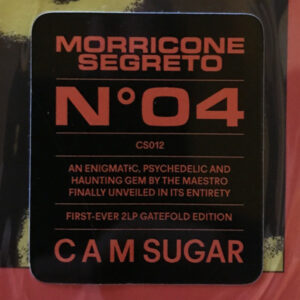 MORRICONE
SEGRETO
N°04
CS012
AN ENIGMATIC, PSYCHEDELIC AND
HAUNTING GEM BY THE MAESTRO
FINALLY UNVEILED IN ITS ENTIRETY
FIRST-EVER 2LP GATEFOLD EDITION
CAM SUGAR